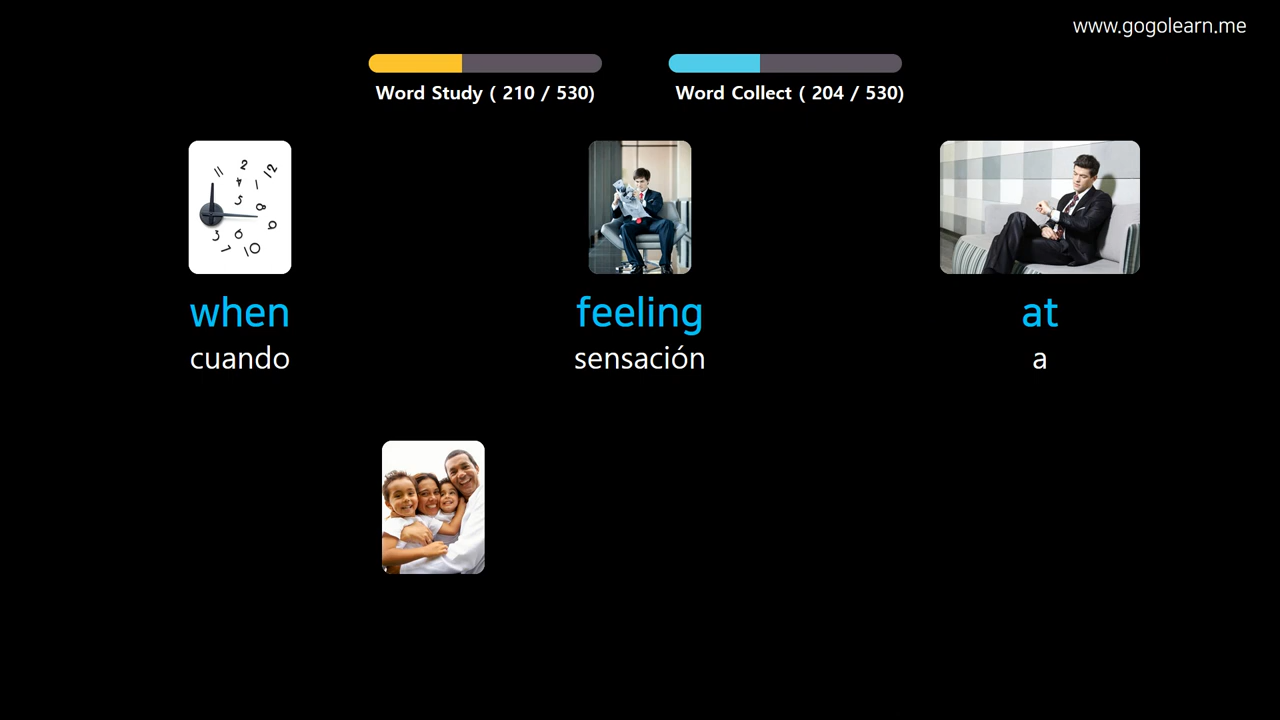 www.gogolearn.me
Word Study ( 210 / 530)
Word Collect ( 204 / 530)
when
feeling
at
cuando
sensación
a